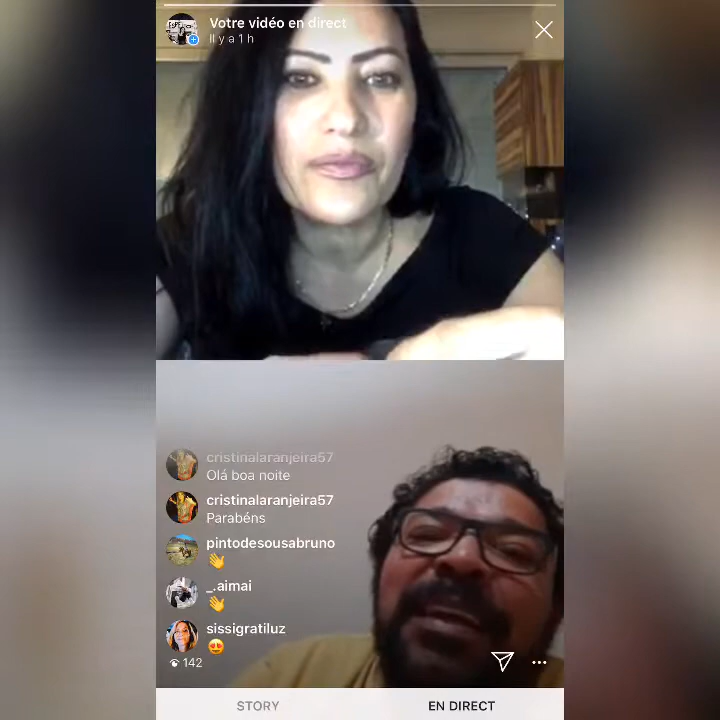 Votre vidéo en direct
Il y a 1 h
cristinalaranjeira57
Olá boa noite
cristinalaranjeira57
Parabéns
pintodesousabruno
👋
_.aimai
👋
sissigratiluz
😍
142
STORY
EN DIRECT